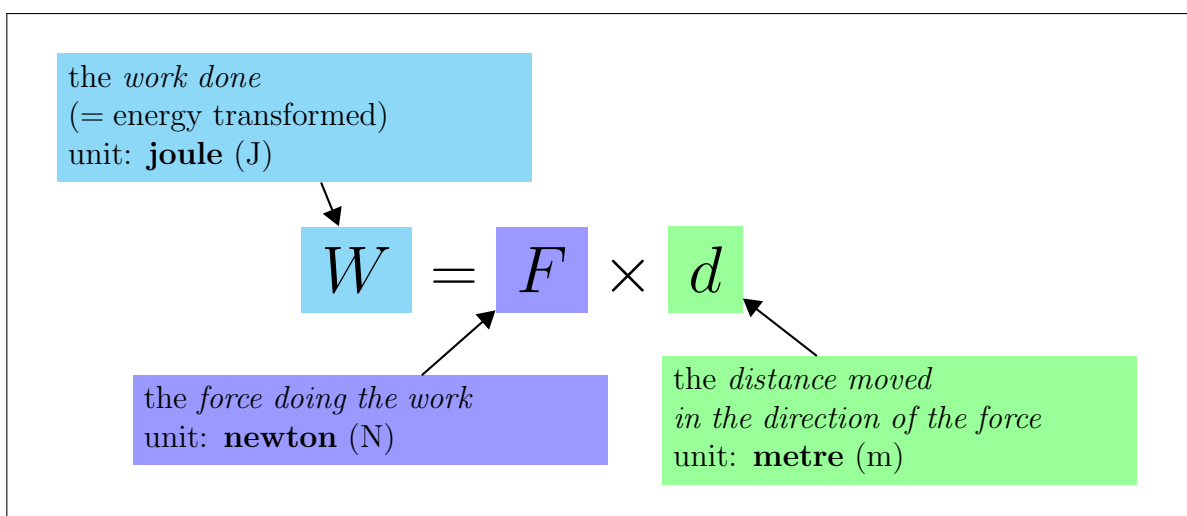 the work done
(= energy transformed)
unit: joule (J)
W = F × d
the force doing the work
unit: newton (N)
the distance moved
in the direction of the force
unit: metre (m)